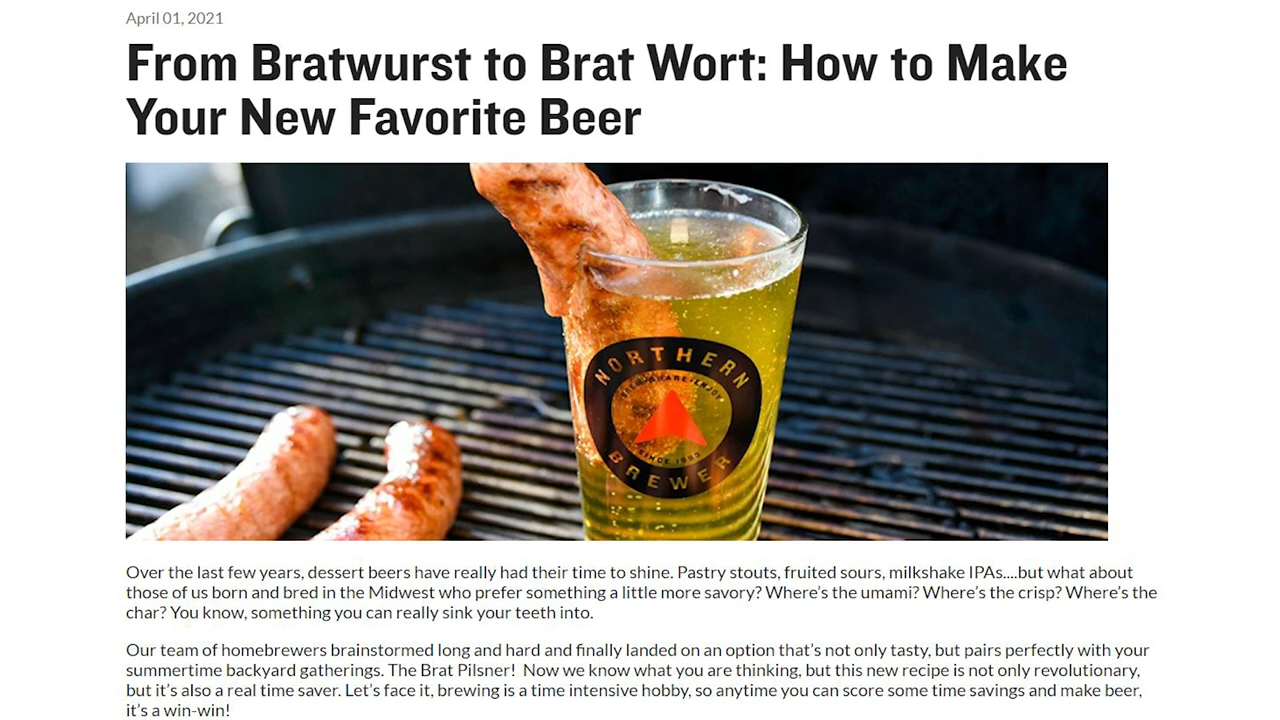 April 01, 2021
From Bratwurst to Brat Wort: How to Make
Your New Favorite Beer
NORTHERN
BREW•SHARE•ENJOY
SINCE 1993
BREWER
Over the last few years, dessert beers have really had their time to shine. Pastry stouts, fruited sours, milkshake IPAs....but what about
those of us born and bred in the Midwest who prefer something a little more savory? Where's the umami? Where's the crisp? Where's the
char? You know, something you can really sink your teeth into.
Our team of homebrewers brainstormed long and hard and finally landed on an option that's not only tasty, but pairs perfectly with your
summertime backyard gatherings. The Brat Pilsner! Now we know what you are thinking, but this new recipe is not only revolutionary,
but it's also a real time saver. Let's face it, brewing is a time intensive hobby, so anytime you can score some time savings and make beer,
it's a win-win!